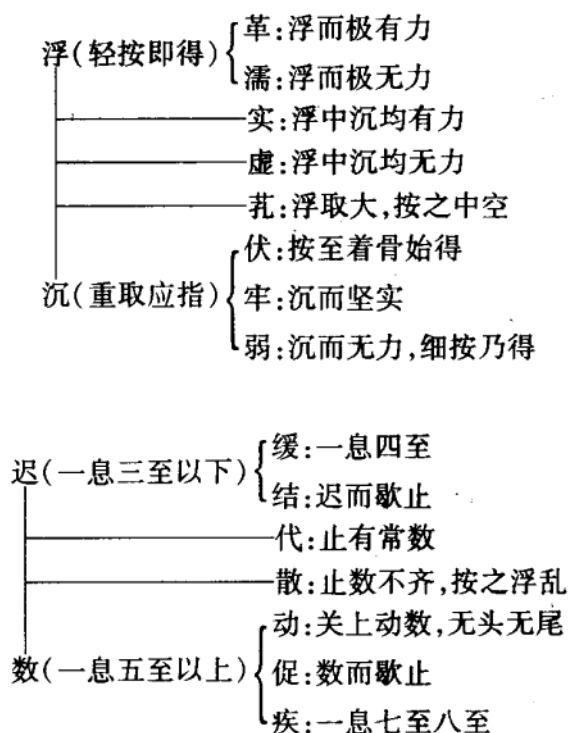 革:浮而极有力
浮(轻按即得)
濡:浮而极无力
实:浮中沉均有力
虚:浮中沉均无力
芤:浮取大,按之中空
伏:按至着骨始得
沉(重取应指)
牢:沉而坚实
弱:沉而无力,细按乃得
缓:一息四至
迟(一息三至以下)
结:迟而歇止
代:止有常数
散:止数不齐,按之浮乱
动:关上动数,无头无尾
数(一息五至以上)
促:数而歇止
疾:一息七至八至